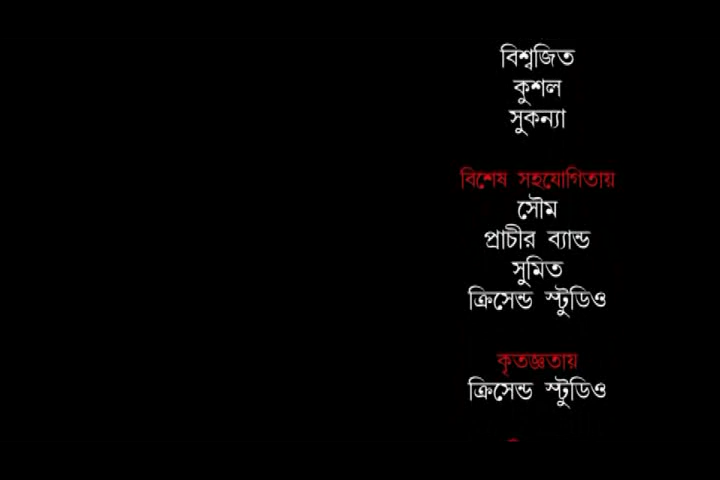 বিশ্বজিত
কুশল
সুকন্যা
বিশেষ সহযোগিতায়
সৌম
প্রাচীর ব্যান্ড
সুমিত
ক্রিসেন্ড স্টুডিও
কৃতজ্ঞতায়
ক্রিসেন্ড স্টুডিও